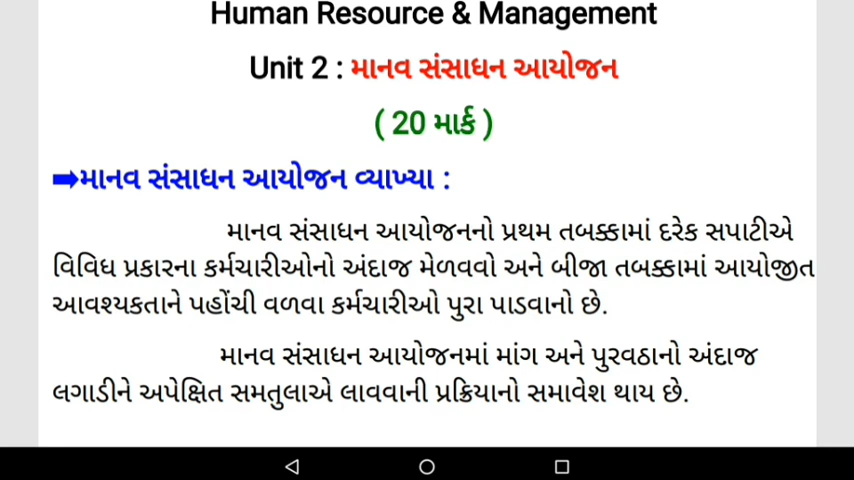 Human Resource & Management
Unit 2 : માનવ સંસાધન આયોજન
( 20 માર્ક )
➡માનવ સંસાધન આયોજન વ્યાખ્યા :
માનવ સંસાધન આયોજનનો પ્રથમ તબક્કામાં દરેક સપાટીએ
વિવિધ પ્રકારના કર્મચારીઓનો અંદાજ મેળવવો અને બીજા તબક્કામાં આયોજીત
આવશ્યકતાને પહોંચી વળવા કર્મચારીઓ પુરા પાડવાનો છે.
માનવ સંસાધન આયોજનમાં માંગ અને પુરવઠાનો અંદાજ
લગાડીને અપેક્ષિત સમતુલાએ લાવવાની પ્રક્રિયાનો સમાવેશ થાય છે.